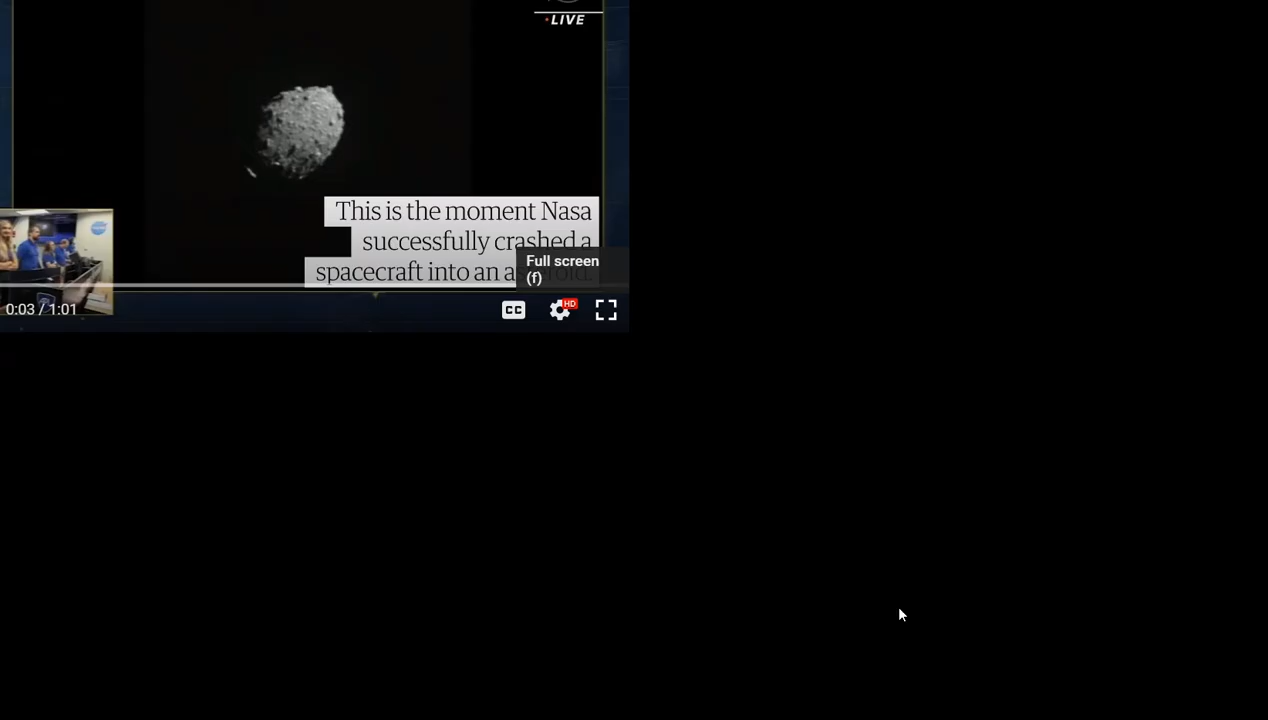 LIVE
This is the moment Nasa
successfully crashed a
spacecraft into an asteroid.
Full screen
(f)
0:03 / 1:01
CC
HD